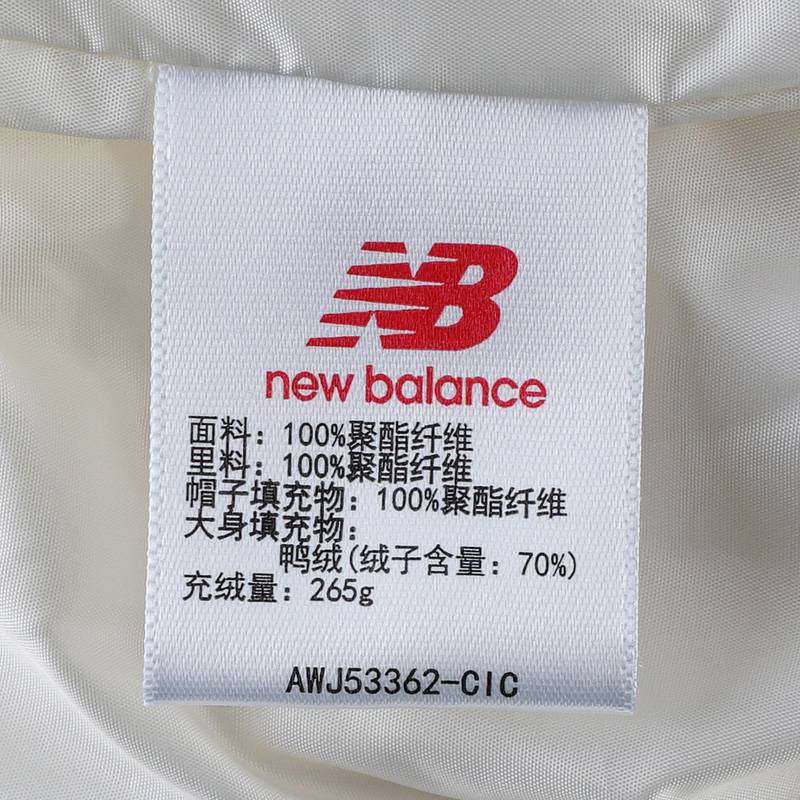 NB
new balance
面料：100%聚酯纤维
里料：100%聚酯纤维
帽子填充物：100%聚酯纤维
大身填充物：
鸭绒(绒子含量：70%)
充绒量：265g
AWJ53362-CIC